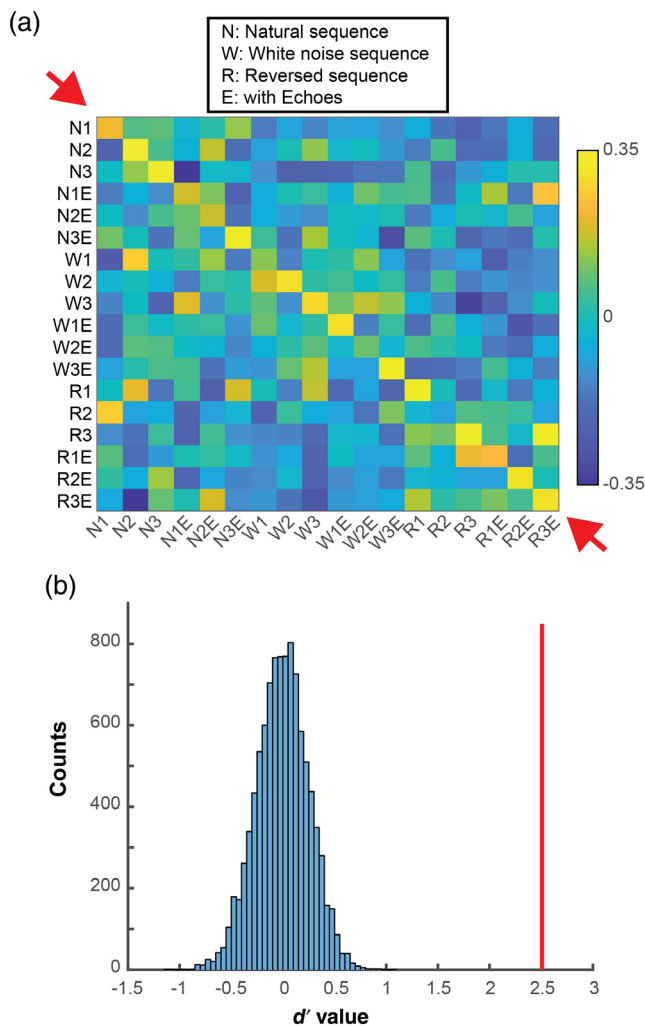 (a)
N: Natural sequence
W: White noise sequence
R: Reversed sequence
E: with Echoes
N1
N2
N3
N1E
N2E
N3E
W1
W2
W3
W1E
W2E
W3E
R1
R2
R3
R1E
R2E
R3E
0.35
0
-0.35
N1 N2 N3 N1E N2E N3E W1 W2 W3 W1E W2E W3E R1 R2 R3 R1E R2E R3E
(b)
800
600
400
200
0
Counts
-1.5 -1 -0.5 0 0.5 1 1.5 2 2.5 3
d′ value